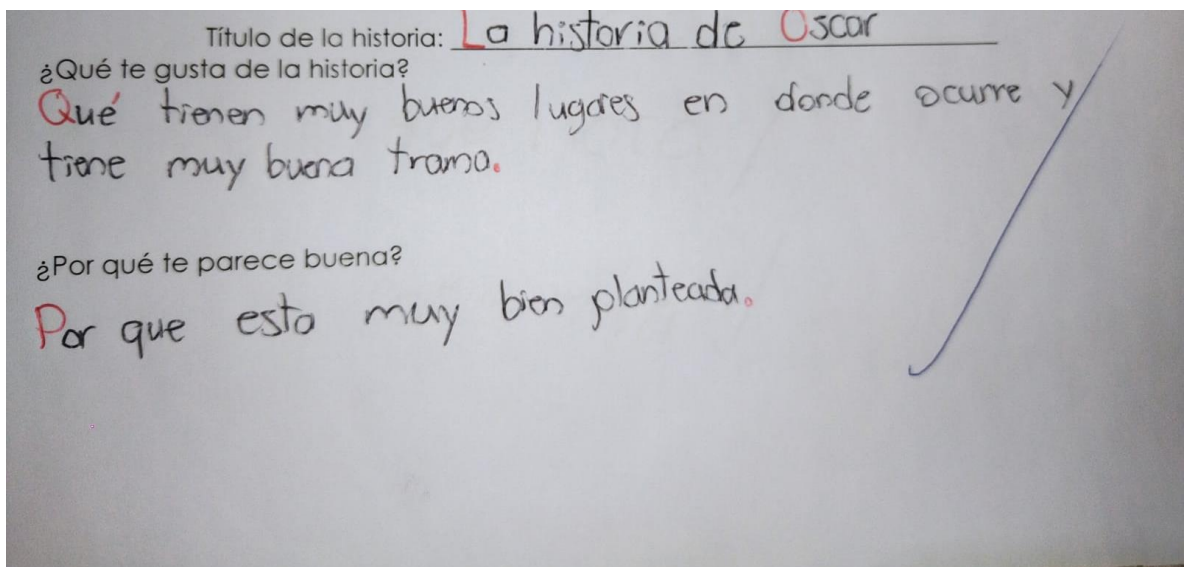 Título de la historia: La historia de Oscar
¿Qué te gusta de la historia?
Qué tienen muy buenos lugares en donde ocurre y
tiene muy buena trama.
¿Por qué te parece buena?
Por que esta muy bien planteada.